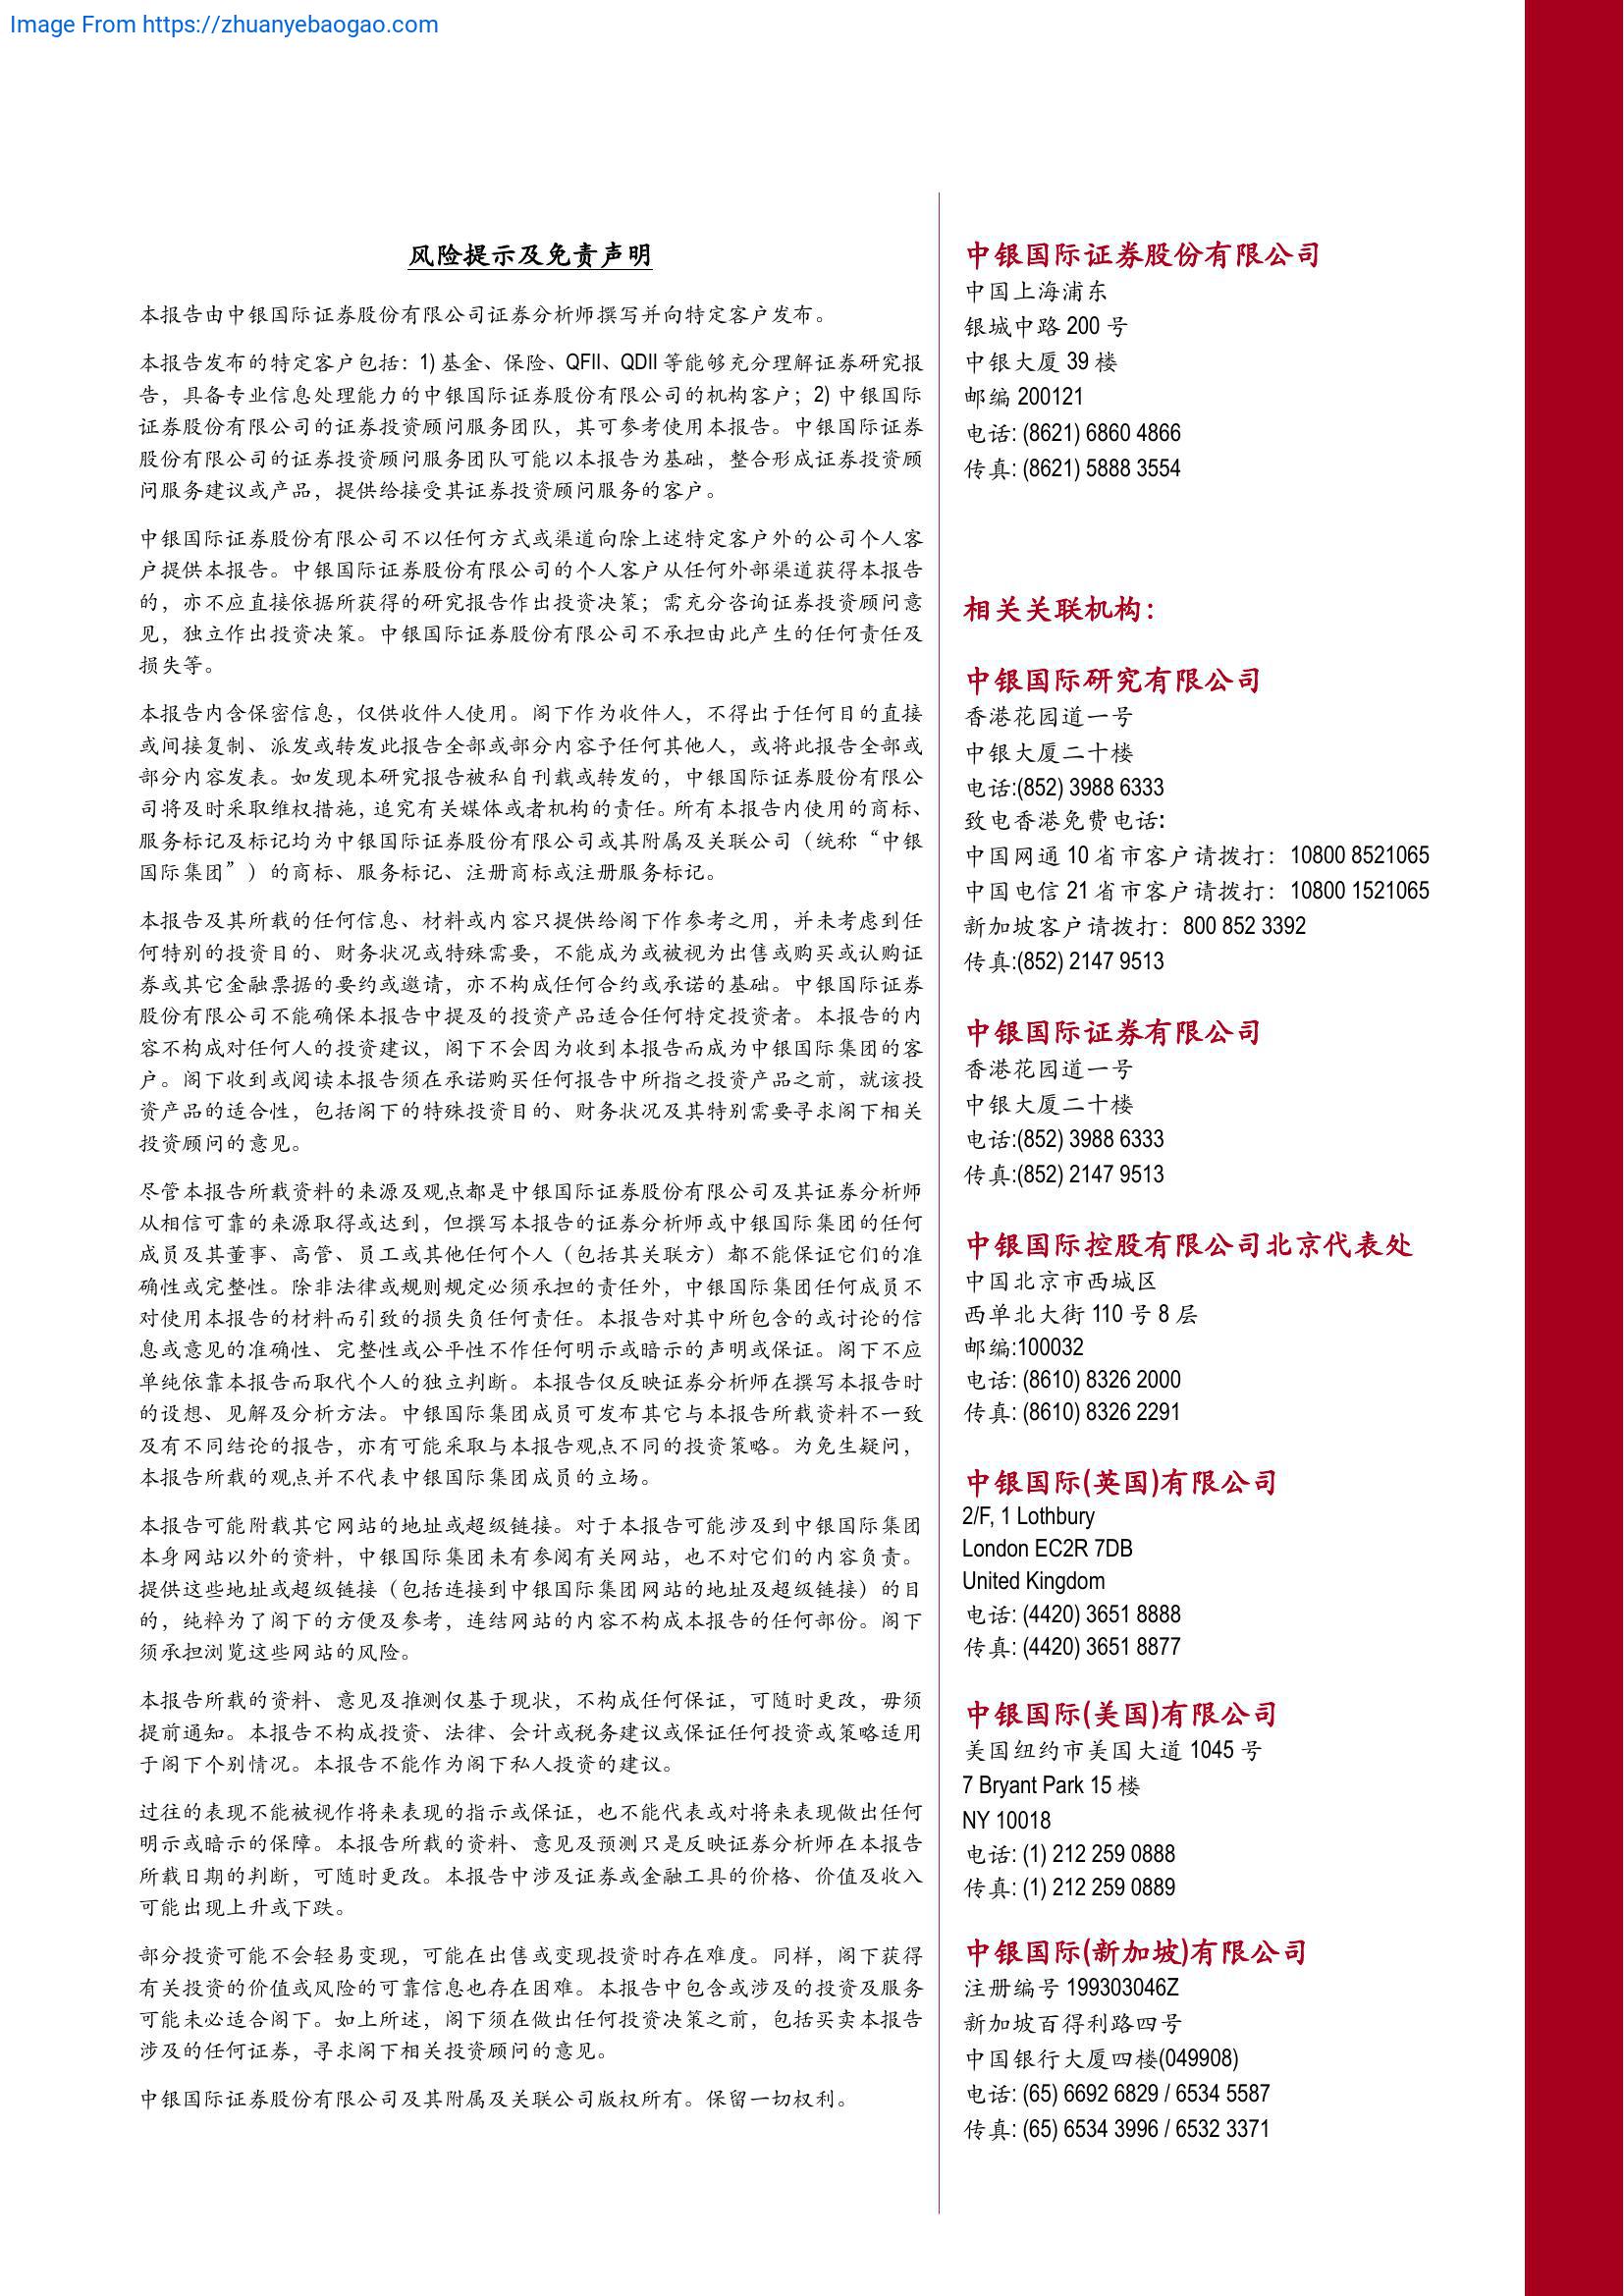 Image From https://zhuanyebaogao.com
风险提示及免责声明
本报告由中银国际证券股份有限公司证券分析师撰写并向特定客户发布。
本报告发布的特定客户包括：1) 基金、保险、QFII、QDII 等能够充分理解证券研究报
告，具备专业信息处理能力的中银国际证券股份有限公司的机构客户；2) 中银国际
证券股份有限公司的证券投资顾问服务团队，其可参考使用本报告。中银国际证券
股份有限公司的证券投资顾问服务团队可能以本报告为基础，整合形成证券投资顾
问服务建议或产品，提供给接受其证券投资顾问服务的客户。
中银国际证券股份有限公司不以任何方式或渠道向除上述特定客户外的公司个人客
户提供本报告。中银国际证券股份有限公司的个人客户从任何外部渠道获得本报告
的，亦不应直接依据所获得的研究报告作出投资决策；需充分咨询证券投资顾问意
见，独立作出投资决策。中银国际证券股份有限公司不承担由此产生的任何责任及
损失等。
本报告内含保密信息，仅供收件人使用。阁下作为收件人，不得出于任何目的直接
或间接复制、派发或转发此报告全部或部分内容予任何其他人，或将此报告全部或
部分内容发表。如发现本研究报告被私自刊载或转发的，中银国际证券股份有限公
司将及时采取维权措施，追究有关媒体或者机构的责任。所有本报告内使用的商标、
服务标记及标记均为中银国际证券股份有限公司或其附属及关联公司（统称“中银
国际集团”）的商标、服务标记、注册商标或注册服务标记。
本报告及其所载的任何信息、材料或内容只提供给阁下作参考之用，并未考虑到任
何特别的投资目的、财务状况或特殊需要，不能成为或被视为出售或购买或认购证
券或其它金融票据的要约或邀请，亦不构成任何合约或承诺的基础。中银国际证券
股份有限公司不能确保本报告中提及的投资产品适合任何特定投资者。本报告的内
容不构成对任何人的投资建议，阁下不会因为收到本报告而成为中银国际集团的客
户。阁下收到或阅读本报告须在承诺购买任何报告中所指之投资产品之前，就该投
资产品的适合性，包括阁下的特殊投资目的、财务状况及其特别需要寻求阁下相关
投资顾问的意见。
尽管本报告所载资料的来源及观点都是中银国际证券股份有限公司及其证券分析师
从相信可靠的来源取得或达到，但撰写本报告的证券分析师或中银国际集团的任何
成员及其董事、高管、员工或其他任何个人（包括其关联方）都不能保证它们的准
确性或完整性。除非法律或规则规定必须承担的责任外，中银国际集团任何成员不
对使用本报告的材料而引致的损失负任何责任。本报告对其中所包含的或讨论的信
息或意见的准确性、完整性或公平性不作任何明示或暗示的声明或保证。阁下不应
单纯依靠本报告而取代个人的独立判断。本报告仅反映证券分析师在撰写本报告时
的设想、见解及分析方法。中银国际集团成员可发布其它与本报告所载资料不一致
及有不同结论的报告，亦有可能采取与本报告观点不同的投资策略。为免生疑问，
本报告所载的观点并不代表中银国际集团成员的立场。
本报告可能附载其它网站的地址或超级链接。对于本报告可能涉及到中银国际集团
本身网站以外的资料，中银国际集团未有参阅有关网站，也不对它们的内容负责。
提供这些地址或超级链接（包括连接到中银国际集团网站的地址及超级链接）的目
的，纯粹为了阁下的方便及参考，连结网站的内容不构成本报告的任何部份。阁下
须承担浏览这些网站的风险。
本报告所载的资料、意见及推测仅基于现状，不构成任何保证，可随时更改，毋须
提前通知。本报告不构成投资、法律、会计或税务建议或保证任何投资或策略适用
于阁下个别情况。本报告不能作为阁下私人投资的建议。
过往的表现不能被视作将来表现的指示或保证，也不能代表或对将来表现做出任何
明示或暗示的保障。本报告所载的资料、意见及预测只是反映证券分析师在本报告
所载日期的判断，可随时更改。本报告中涉及证券或金融工具的价格、价值及收入
可能出现上升或下跌。
部分投资可能不会轻易变现，可能在出售或变现投资时存在难度。同样，阁下获得
有关投资的价值或风险的可靠信息也存在困难。本报告中包含或涉及的投资及服务
可能未必适合阁下。如上所述，阁下须在做出任何投资决策之前，包括买卖本报告
涉及的任何证券，寻求阁下相关投资顾问的意见。
中银国际证券股份有限公司及其附属及关联公司版权所有。保留一切权利。
中银国际证券股份有限公司
中国上海浦东
银城中路 200 号
中银大厦 39 楼
邮编 200121
电话: (8621) 6860 4866
传真: (8621) 5888 3554
相关关联机构：
中银国际研究有限公司
香港花园道一号
中银大厦二十楼
电话:(852) 3988 6333
致电香港免费电话:
中国网通 10 省市客户请拨打：10800 8521065
中国电信 21 省市客户请拨打：10800 1521065
新加坡客户请拨打：800 852 3392
传真:(852) 2147 9513
中银国际证券有限公司
香港花园道一号
中银大厦二十楼
电话:(852) 3988 6333
传真:(852) 2147 9513
中银国际控股有限公司北京代表处
中国北京市西城区
西单北大街 110 号 8 层
邮编:100032
电话: (8610) 8326 2000
传真: (8610) 8326 2291
中银国际(英国)有限公司
2/F, 1 Lothbury
London EC2R 7DB
United Kingdom
电话: (4420) 3651 8888
传真: (4420) 3651 8877
中银国际(美国)有限公司
美国纽约市美国大道 1045 号
7 Bryant Park 15 楼
NY 10018
电话: (1) 212 259 0888
传真: (1) 212 259 0889
中银国际(新加坡)有限公司
注册编号 199303046Z
新加坡百得利路四号
中国银行大厦四楼(049908)
电话: (65) 6692 6829 / 6534 5587
传真: (65) 6534 3996 / 6532 3371